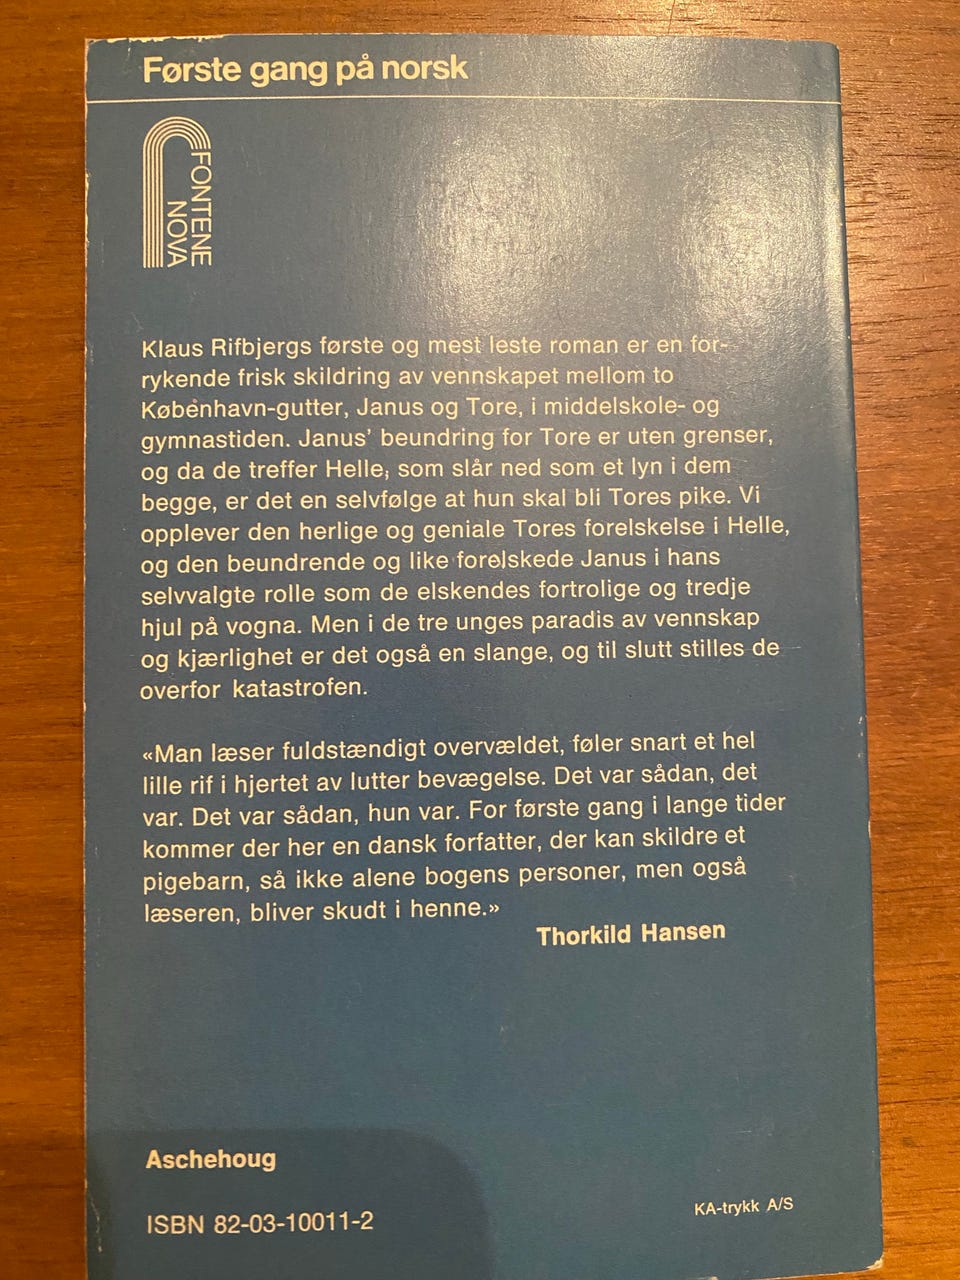 Første gang på norsk
FONTENE
NOVA
Klaus Rifbjergs første og mest leste roman er en for-
rykende frisk skildring av vennskapet mellom to
København-gutter, Janus og Tore, i middelskole- og
gymnastiden. Janus' beundring for Tore er uten grenser,
og da de treffer Helle, som slår ned som et lyn i dem
begge, er det en selvfølge at hun skal bli Tores pike. Vi
opplever den herlige og geniale Tores forelskelse i Helle,
og den beundrende og like forelskede Janus i hans
selvvalgte rolle som de elskendes fortrolige og tredje
hjul på vogna. Men i de tre unges paradis av vennskap
og kjærlighet er det også en slange, og til slutt stilles de
overfor katastrofen.
«Man læser fuldstændigt overvældet, føler snart et hel
lille rif i hjertet av lutter bevægelse. Det var sådan, det
var. Det var sådan, hun var. For første gang i lange tider
kommer der her en dansk forfatter, der kan skildre et
pigebarn, så ikke alene bogens personer, men også
læseren, bliver skudt i henne.»
Thorkild Hansen
Aschehoug
ISBN 82-03-10011-2
KA-trykk A/S